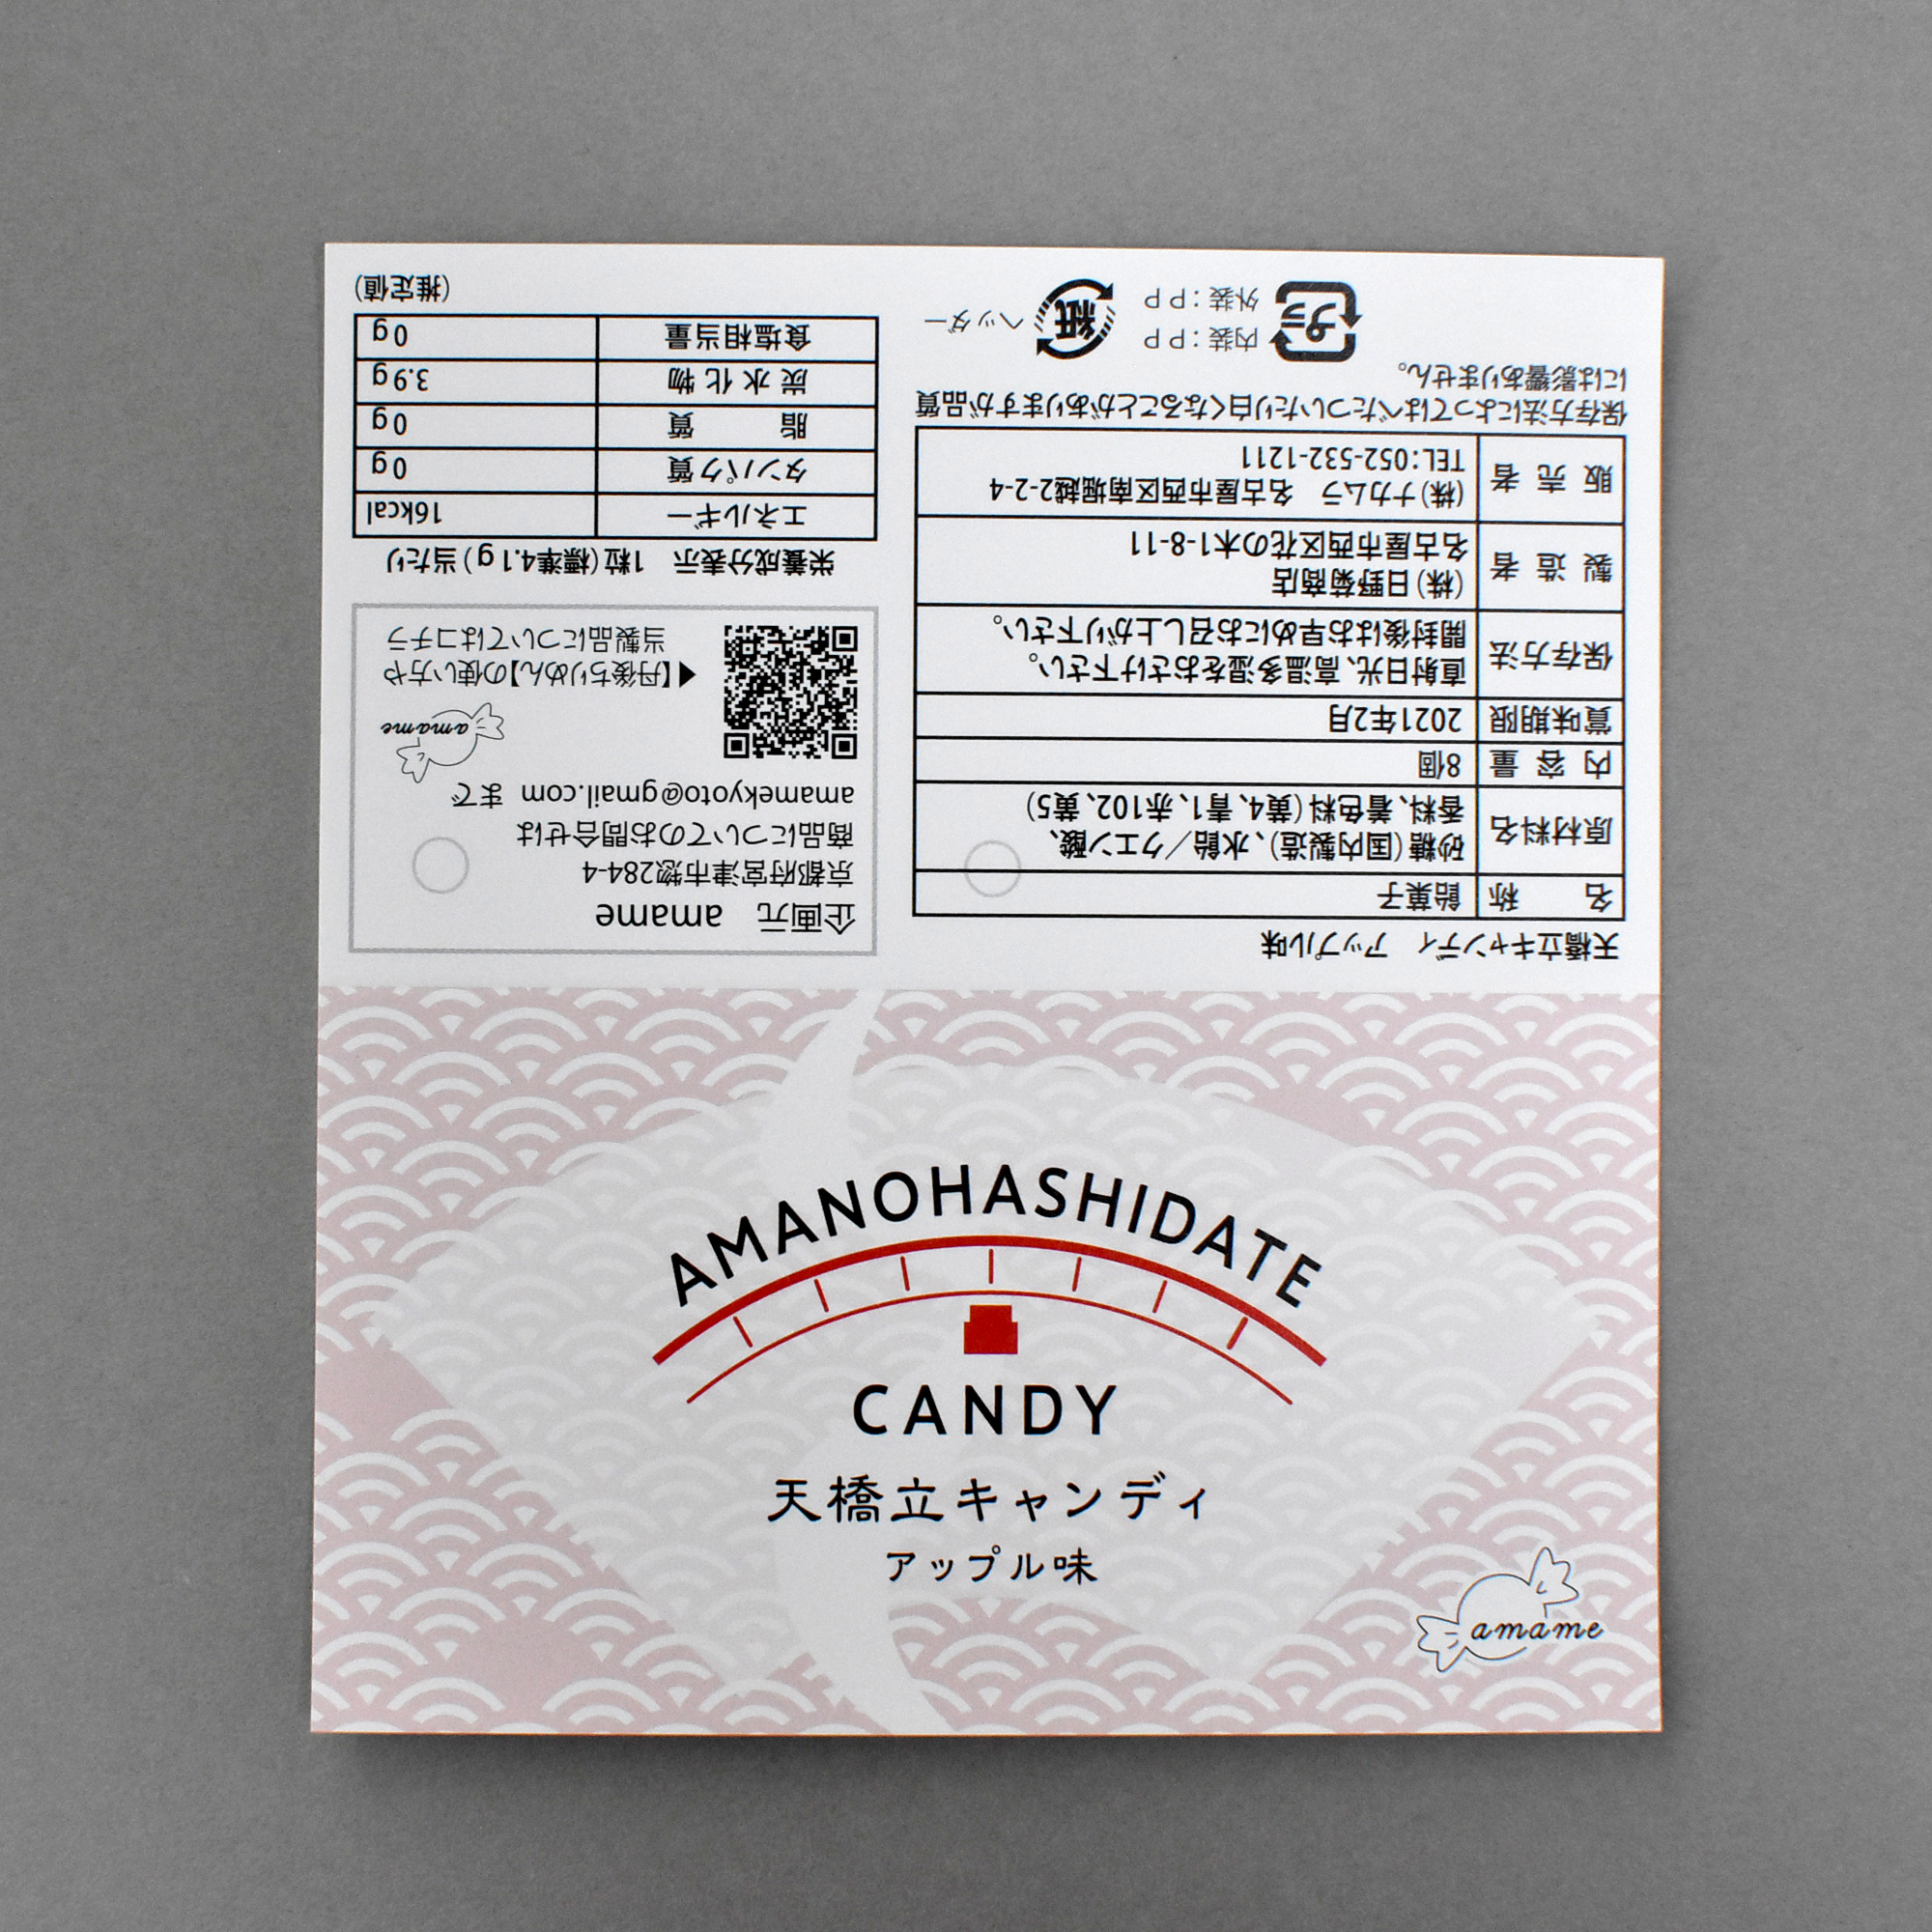 AMANOHASHIDATE
CANDY
天橋立キャンディ
アップル味
amame
天橋立キャンディ アップル味
名称 飴菓子
原材料名 砂糖(国内製造)、水飴／クエン酸、
香料、着色料(黄4、青1、赤102、黄5)
内容量 8個
賞味期限 2021年2月
保存方法 直射日光、高温多湿をおさけ下さい。
開封後はお早めにお召し上がり下さい。
製造者 (株)日野菊商店
名古屋市西区花の木1-8-11
販売者 (株)ナカムラ 名古屋市西区南堀越2-2-4
TEL:052-532-1211
保存方法によってはべたついたり白くなることがありますが品質
には影響ありません。
プラ
内装：PP
外装：PP
紙
ヘッダー
企画元 amame
京都府宮津市惣284-4
商品についてのお問合せは
amamekyoto@gmail.com まで
amame
◀【丹後ちりめん】の使い方や
当製品についてはコチラ
栄養成分表示 1粒(標準4.1g)当たり
エネルギー 16kcal
タンパク質 0g
脂質 0g
炭水化物 3.9g
食塩相当量 0g
(推定値)